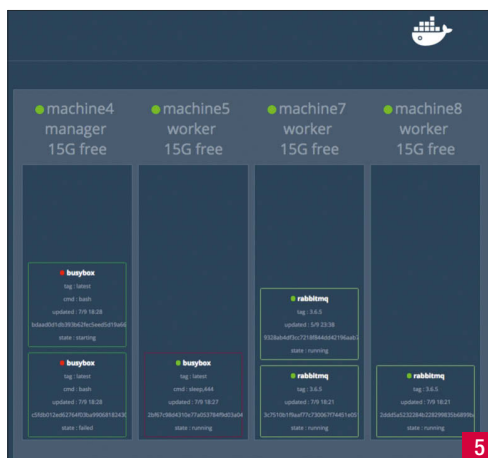 machine4
manager
15G free
busybox
tag : latest
cmd : bash
updated : 7/9 18:28
state : starting
busybox
tag : latest
cmd : bash
updated : 7/9 18:28
state : failed
machine5
worker
15G free
busybox
tag : latest
cmd : sleep,444
updated : 7/9 18:27
state : running
machine7
worker
15G free
rabbitmq
tag : 3.6.5
updated : 5/9 23:38
state : running
rabbitmq
tag : 3.6.5
updated : 7/9 18:21
state : running
machine8
worker
15G free
rabbitmq
tag : 3.6.5
updated : 7/9 18:21
state : running
5